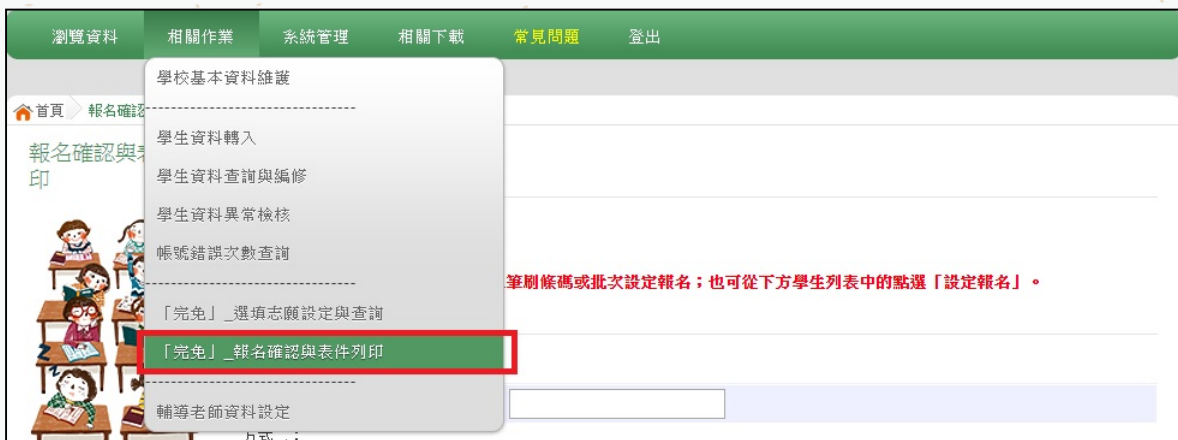 瀏覽資料 相關作業 系統管理 相關下載 常見問題 登出
學校基本資料維護
首頁 報名確認
學生資料轉入
報名確認與
印
學生資料查詢與編修
學生資料異常檢核
帳號錯誤次數查詢
筆刷條碼或批次設定報名；也可從下方學生列表中的點選「設定報名」。
「完免」_選填志願設定與查詢
「完免」_報名確認與表件列印
輔導老師資料設定
方式